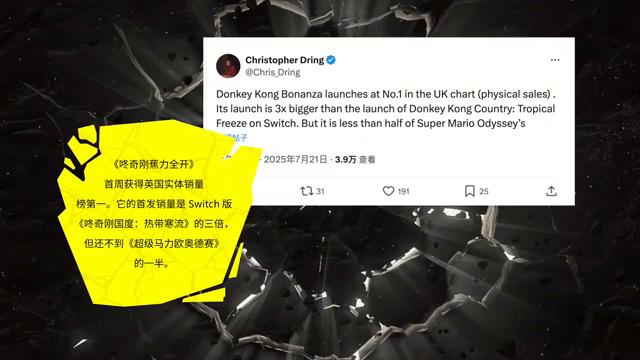 Christopher Dring
@Chris_Dring
Donkey Kong Bonanza launches at No.1 in the UK chart (physical sales) .
Its launch is 3x bigger than the launch of Donkey Kong Country: Tropical
Freeze on Switch. But it is less than half of Super Mario Odyssey’s
帖子
· 2025年7月21日 · 3.9万 查看
31 191 25
《咚奇刚蕉力全开》
首周获得英国实体销量
榜第一。它的首发销量是 Switch 版
《咚奇刚国度：热带寒流》的三倍，
但还不到《超级马力欧奥德赛》
的一半。